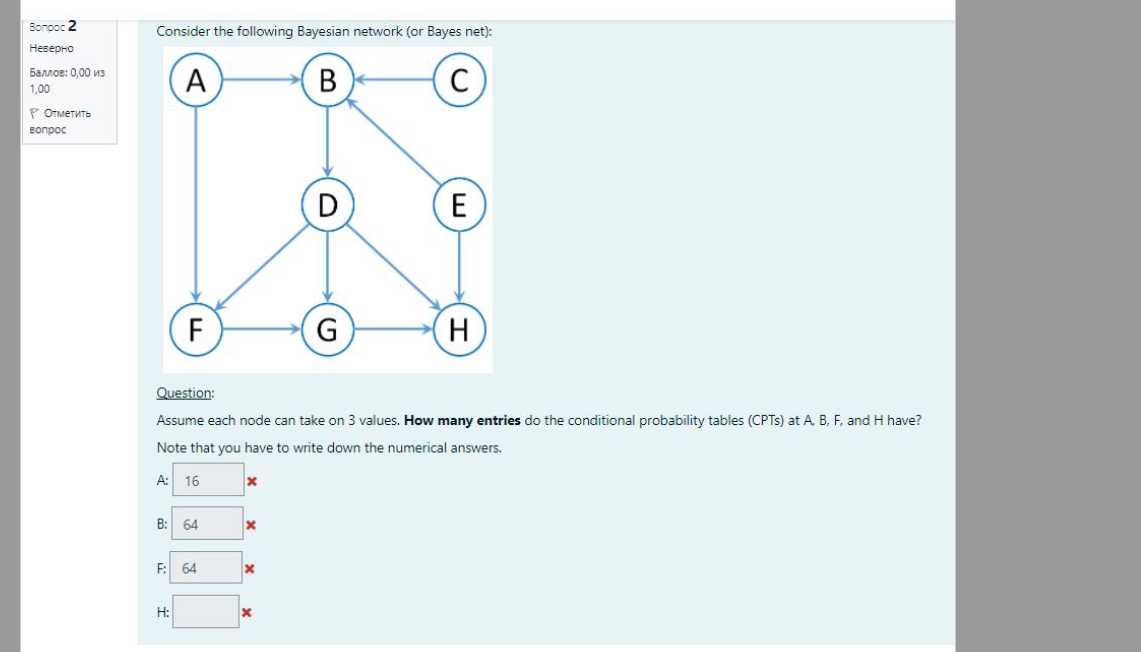 Вопрос 2
Неверно
Баллов: 0,00 из
1,00
Отметить
вопрос
Consider the following Bayesian network (or Bayes net):
A B C
D E
F G H
Question:
Assume each node can take on 3 values. How many entries do the conditional probability tables (CPTs) at A, B, F, and H have?
Note that you have to write down the numerical answers.
A: 16
B: 64
F: 64
H: